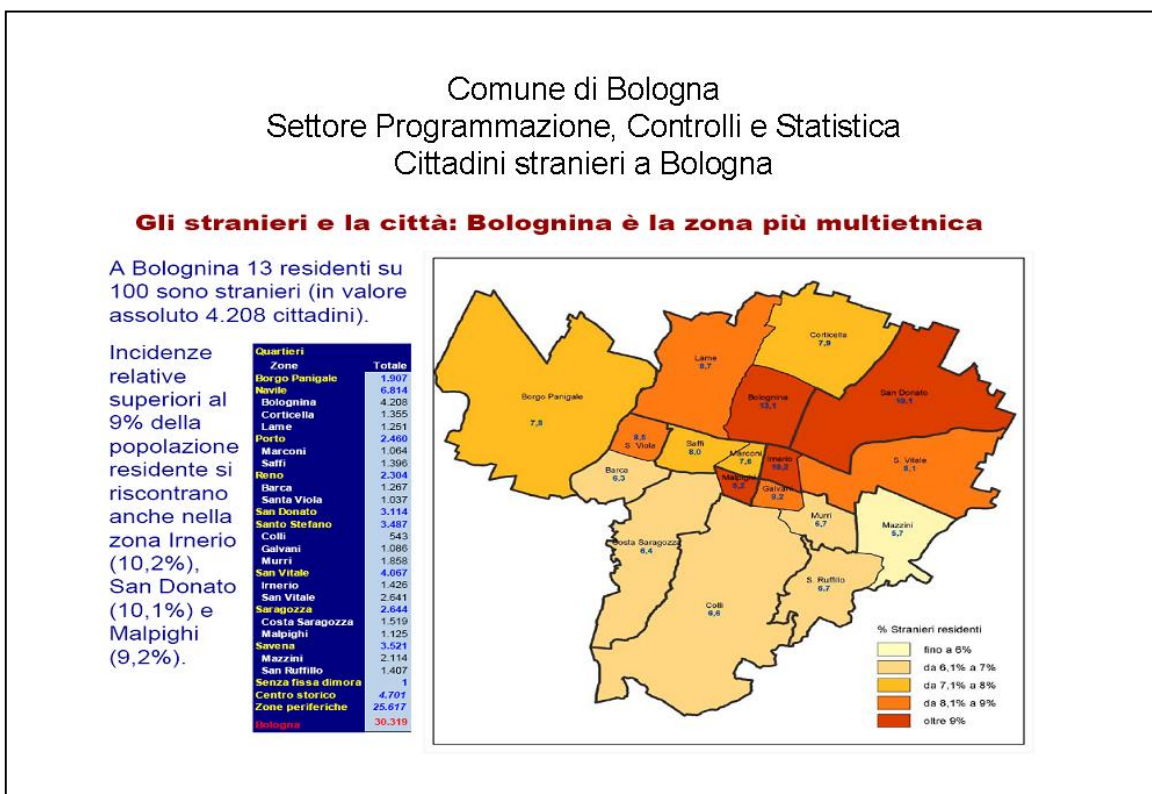 Comune di Bologna
Settore Programmazione, Controlli e Statistica
Cittadini stranieri a Bologna
Gli stranieri e la città: Bolognina è la zona più multietnica
A Bolognina 13 residenti su
100 sono stranieri (in valore
assoluto 4.208 cittadini).
Incidenze
relative
superiori al
9% della
popolazione
residente si
riscontrano
anche nella
zona Irnerio
(10,2%),
San Donato
(10,1%) e
Malpighi
(9,2%).
Quartieri
Zone Totale
Borgo Panigale 1.907
Navile 6.814
Bolognina 4.208
Corticella 1.355
Lame 1.251
Porto 2.460
Marconi 1.064
Saffi 1.396
Reno 2.304
Barca 1.267
Santa Viola 1.037
San Donato 3.114
Santo Stefano 3.487
Colli 543
Galvani 1.086
Murri 1.858
San Vitale 4.067
Irnerio 1.426
San Vitale 2.641
Saragozza 2.644
Costa Saragozza 1.519
Malpighi 1.125
Savena 3.521
Mazzini 2.114
San Ruffillo 1.407
Senza fissa dimora 1
Centro storico 4.701
Zone periferiche 25.617
Bologna 30.319
Corticella
7,9
Lame
8,7
San Donato
10,1
Borgo Panigale
7,8
Bolognina
13,1
S. Viola
Saffi
8,0
Marconi
Irnerio
10,2
S. Vitale
8,1
Barca
6,3
Malpighi
9,2
Galvani
Murri
6,7
Mazzini
5,7
Costa Saragozza
6,4
S. Ruffillo
6,7
Colli
6,6
% Stranieri residenti
fino a 6%
da 6,1% a 7%
da 7,1% a 8%
da 8,1% a 9%
oltre 9%